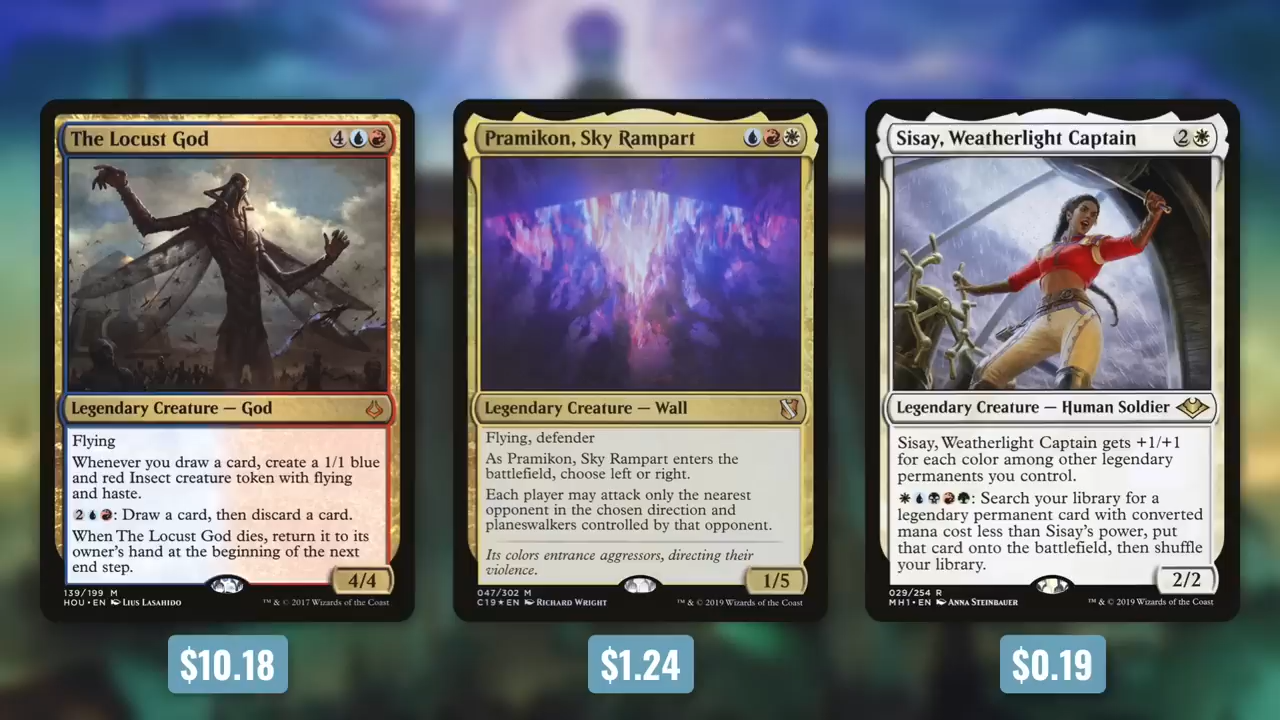 The Locust God 4
Legendary Creature — God
Flying
Whenever you draw a card, create a 1/1 blue
and red Insect creature token with flying
and haste.
2 : Draw a card, then discard a card.
When The Locust God dies, return it to its
owner's hand at the beginning of the next
end step.
4/4
139/199 M
HOU • EN LIUS LASAHIDO
™ & © 2017 Wizards of the Coast
$10.18
Pramikon, Sky Rampart
Legendary Creature — Wall
Flying, defender
As Pramikon, Sky Rampart enters the
battlefield, choose left or right.
Each player may attack only the nearest
opponent in the chosen direction and
planeswalkers controlled by that opponent.
Its colors entrance aggressors, directing their
violence.
1/5
047/302 M
C19 ★ EN RICHARD WRIGHT
™ & © 2019 Wizards of the Coast
$1.24
Sisay, Weatherlight Captain 2
Legendary Creature — Human Soldier
Sisay, Weatherlight Captain gets +1/+1
for each color among other legendary
permanents you control.
: Search your library for a
legendary permanent card with converted
mana cost less than Sisay's power, put
that card onto the battlefield, then shuffle
your library.
2/2
029/254 R
MH1 • EN ANNA STEINBAUER
™ & © 2019 Wizards of the Coast
$0.19